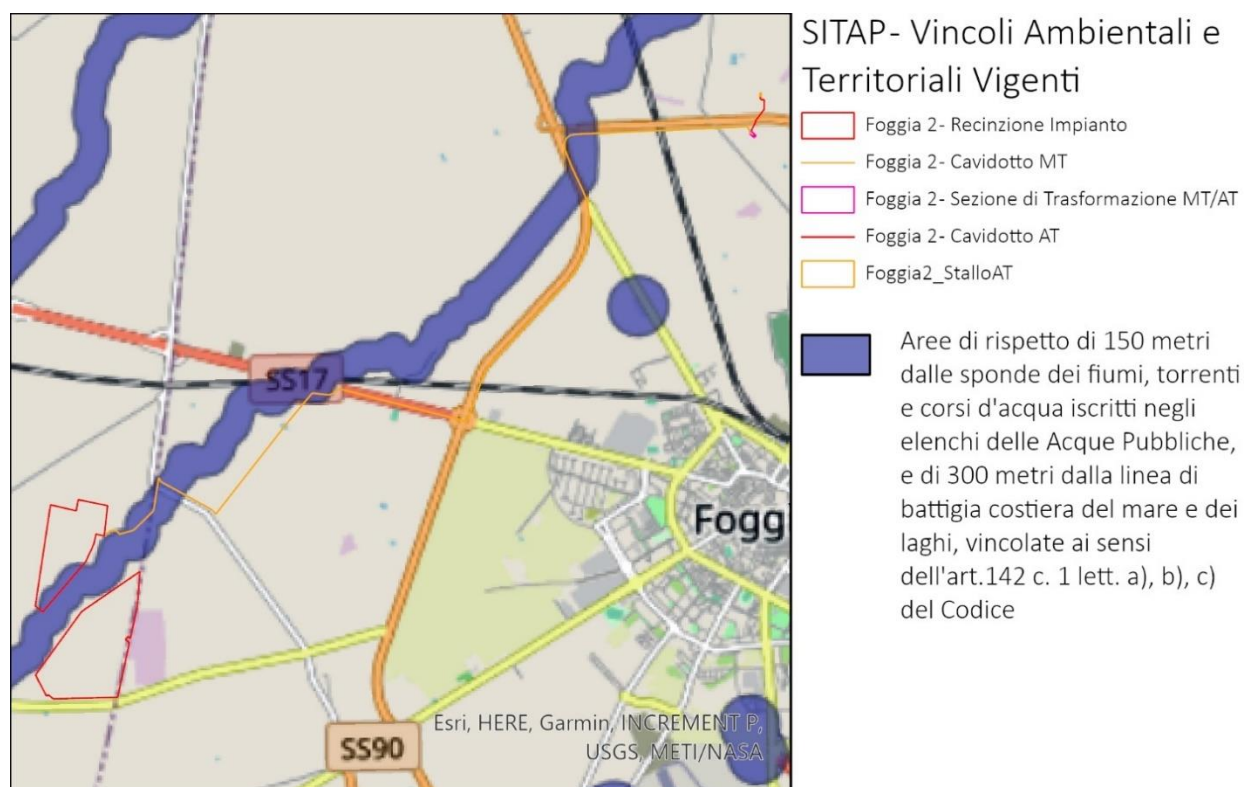 SITAP- Vincoli Ambientali e
Territoriali Vigenti
Foggia 2- Recinzione Impianto
Foggia 2- Cavidotto MT
Foggia 2- Sezione di Trasformazione MT/AT
Foggia 2- Cavidotto AT
Foggia2_StalloAT
Aree di rispetto di 150 metri
dalle sponde dei fiumi, torrenti
e corsi d'acqua iscritti negli
elenchi delle Acque Pubbliche,
e di 300 metri dalla linea di
battigia costiera del mare e dei
laghi, vincolate ai sensi
dell'art.142 c. 1 lett. a), b), c)
del Codice
SS17
Foggi
SS90
Esri, HERE, Garmin, INCREMENT P,
USGS, METI/NASA